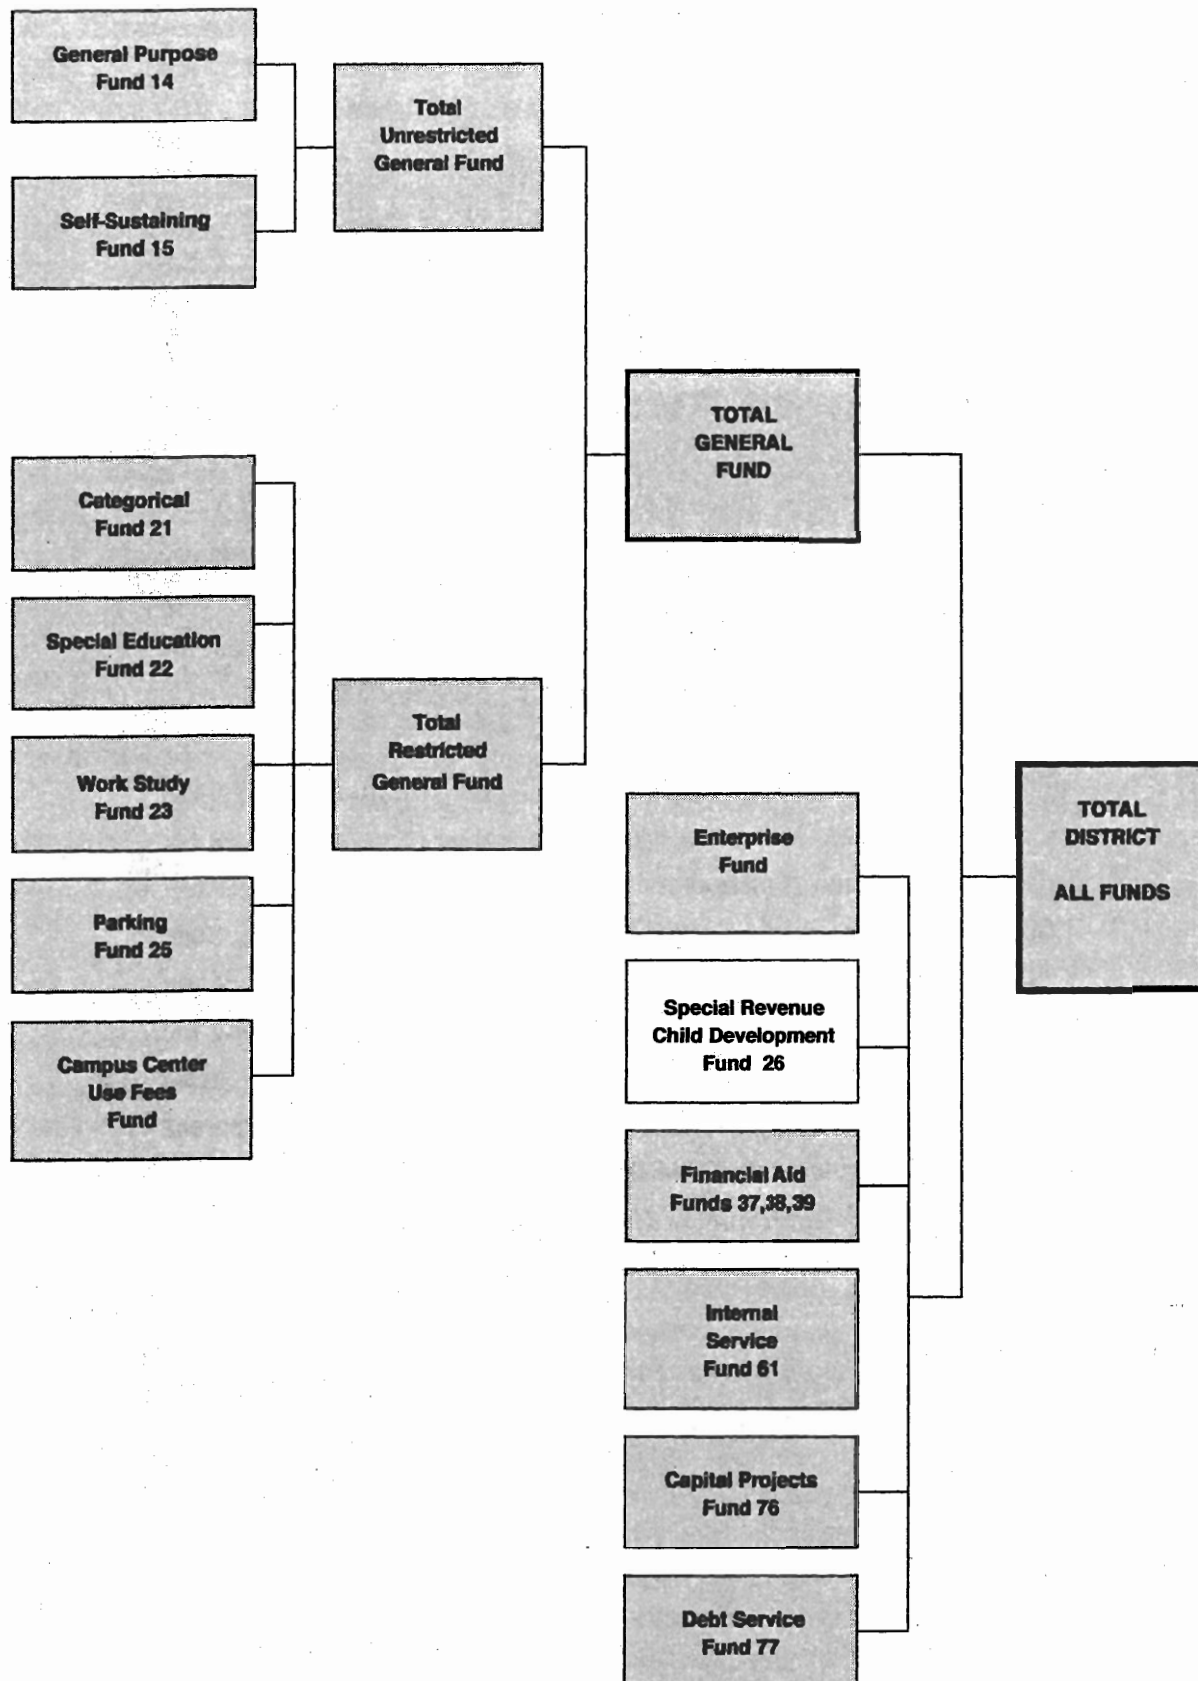 General Purpose
Fund 14
Total
Unrestricted
General Fund
Self-Sustaining
Fund 15
TOTAL
GENERAL
FUND
Categorical
Fund 21
Special Education
Fund 22
Total
Restricted
General Fund
Work Study
Fund 23
Parking
Fund 25
Campus Center
Use Fees
Fund
Enterprise
Fund
TOTAL
DISTRICT
ALL FUNDS
Special Revenue
Child Development
Fund 26
Financial Aid
Funds 37,38,39
Internal
Service
Fund 61
Capital Projects
Fund 76
Debt Service
Fund 77